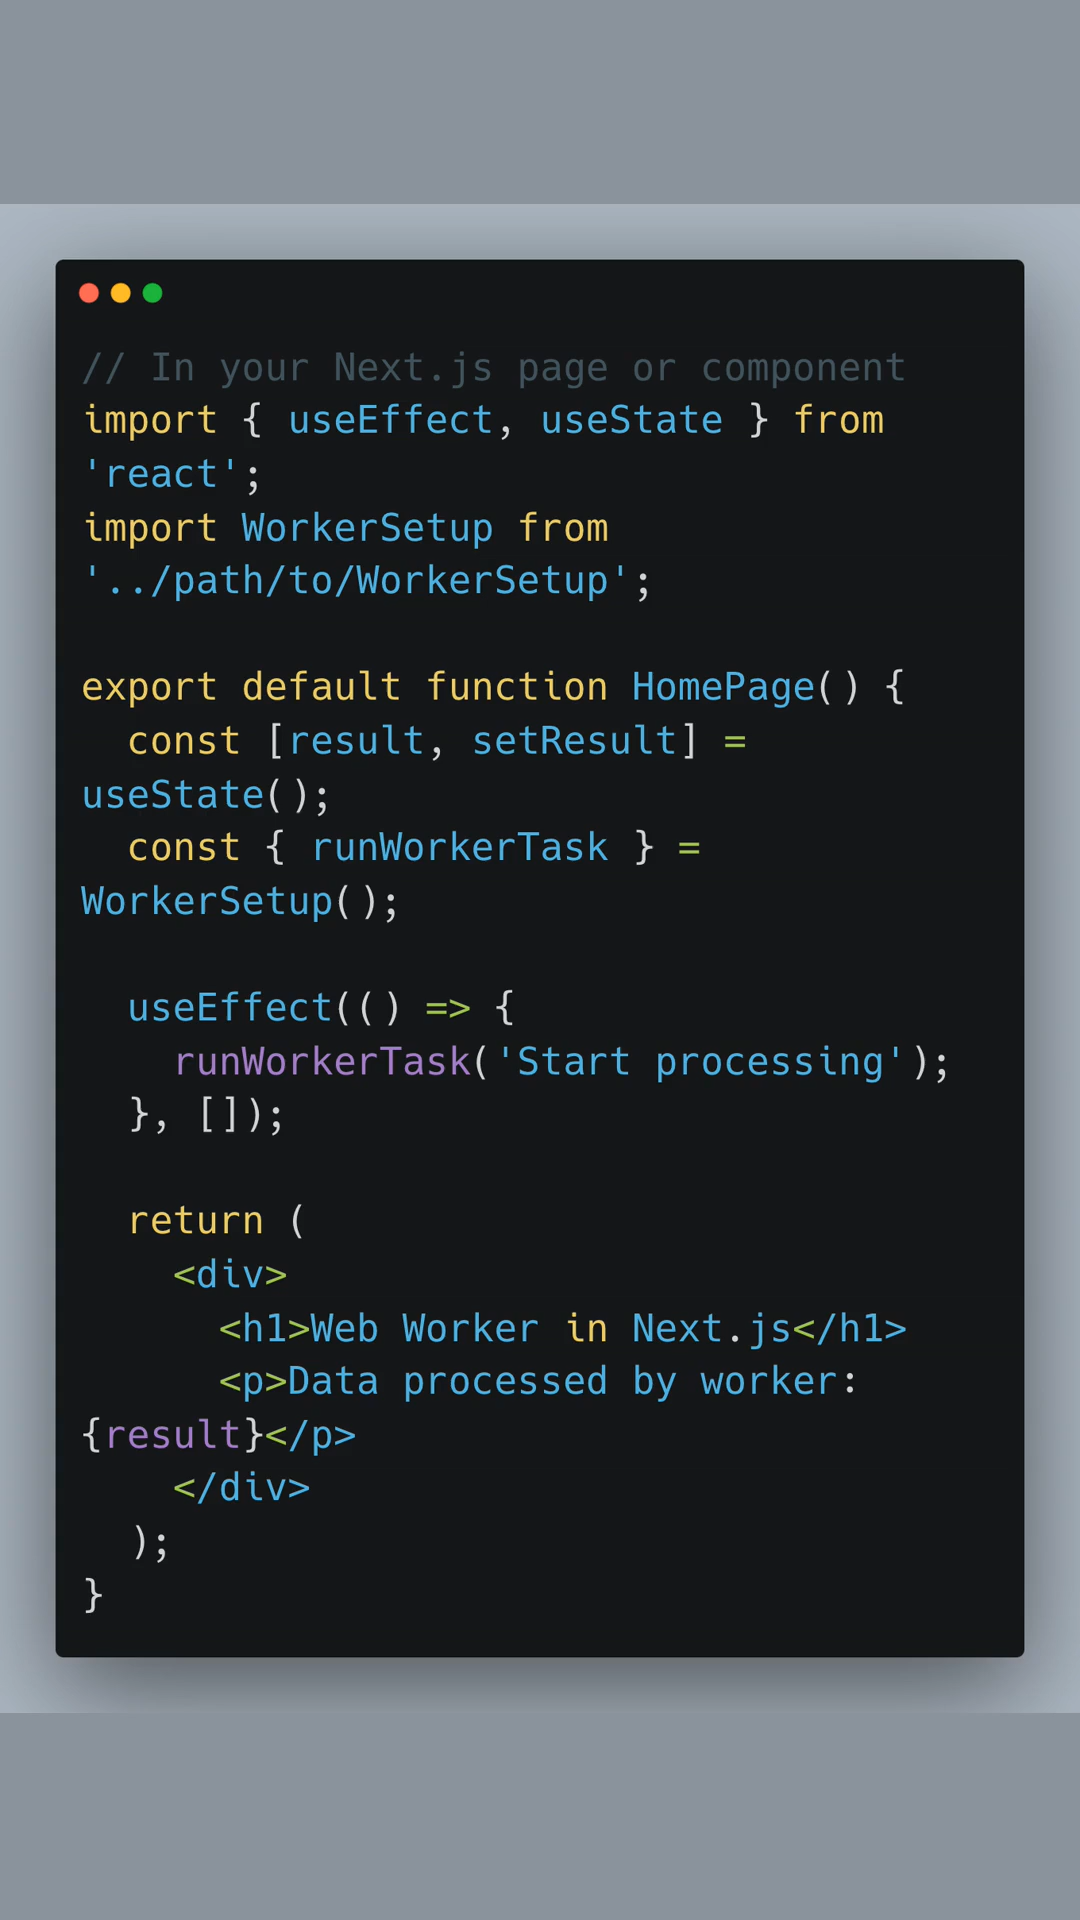 // In your Next.js page or component
import { useEffect, useState } from
'react';
import WorkerSetup from
'../path/to/WorkerSetup';

export default function HomePage() {
  const [result, setResult] =
useState();
  const { runWorkerTask } =
WorkerSetup();

  useEffect(() => {
    runWorkerTask('Start processing');
  }, []);

  return (
    <div>
      <h1>Web Worker in Next.js</h1>
      <p>Data processed by worker:
{result}</p>
    </div>
  );
}